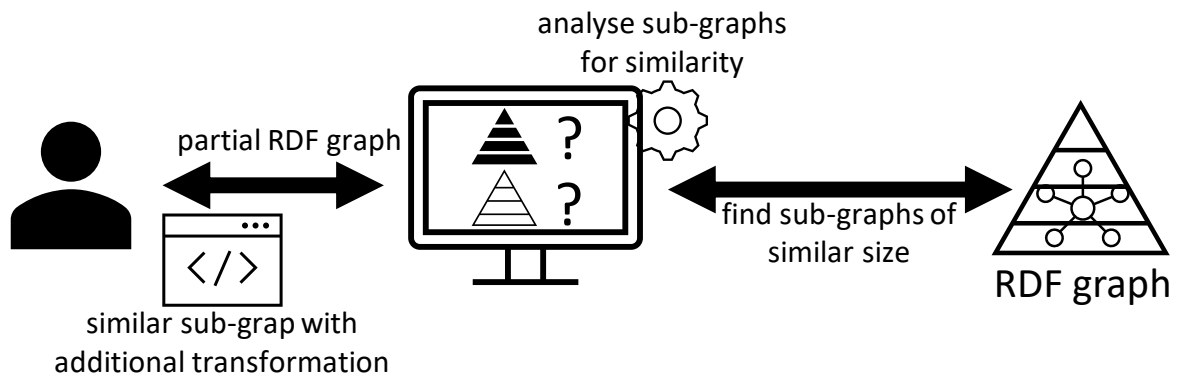 analyse sub-graphs
for similarity
partial RDF graph
?
?
</>
find sub-graphs of
similar size
RDF graph
similar sub-grap with
additional transformation